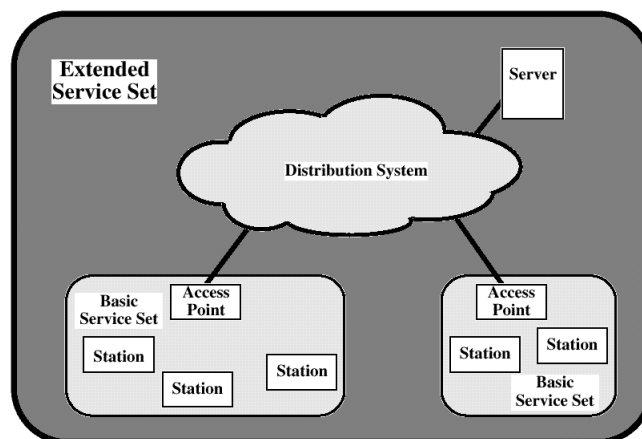 Extended
Service Set
Server
Distribution System
Basic
Service Set
Access
Point
Station
Station
Station
Access
Point
Station
Station
Basic
Service Set